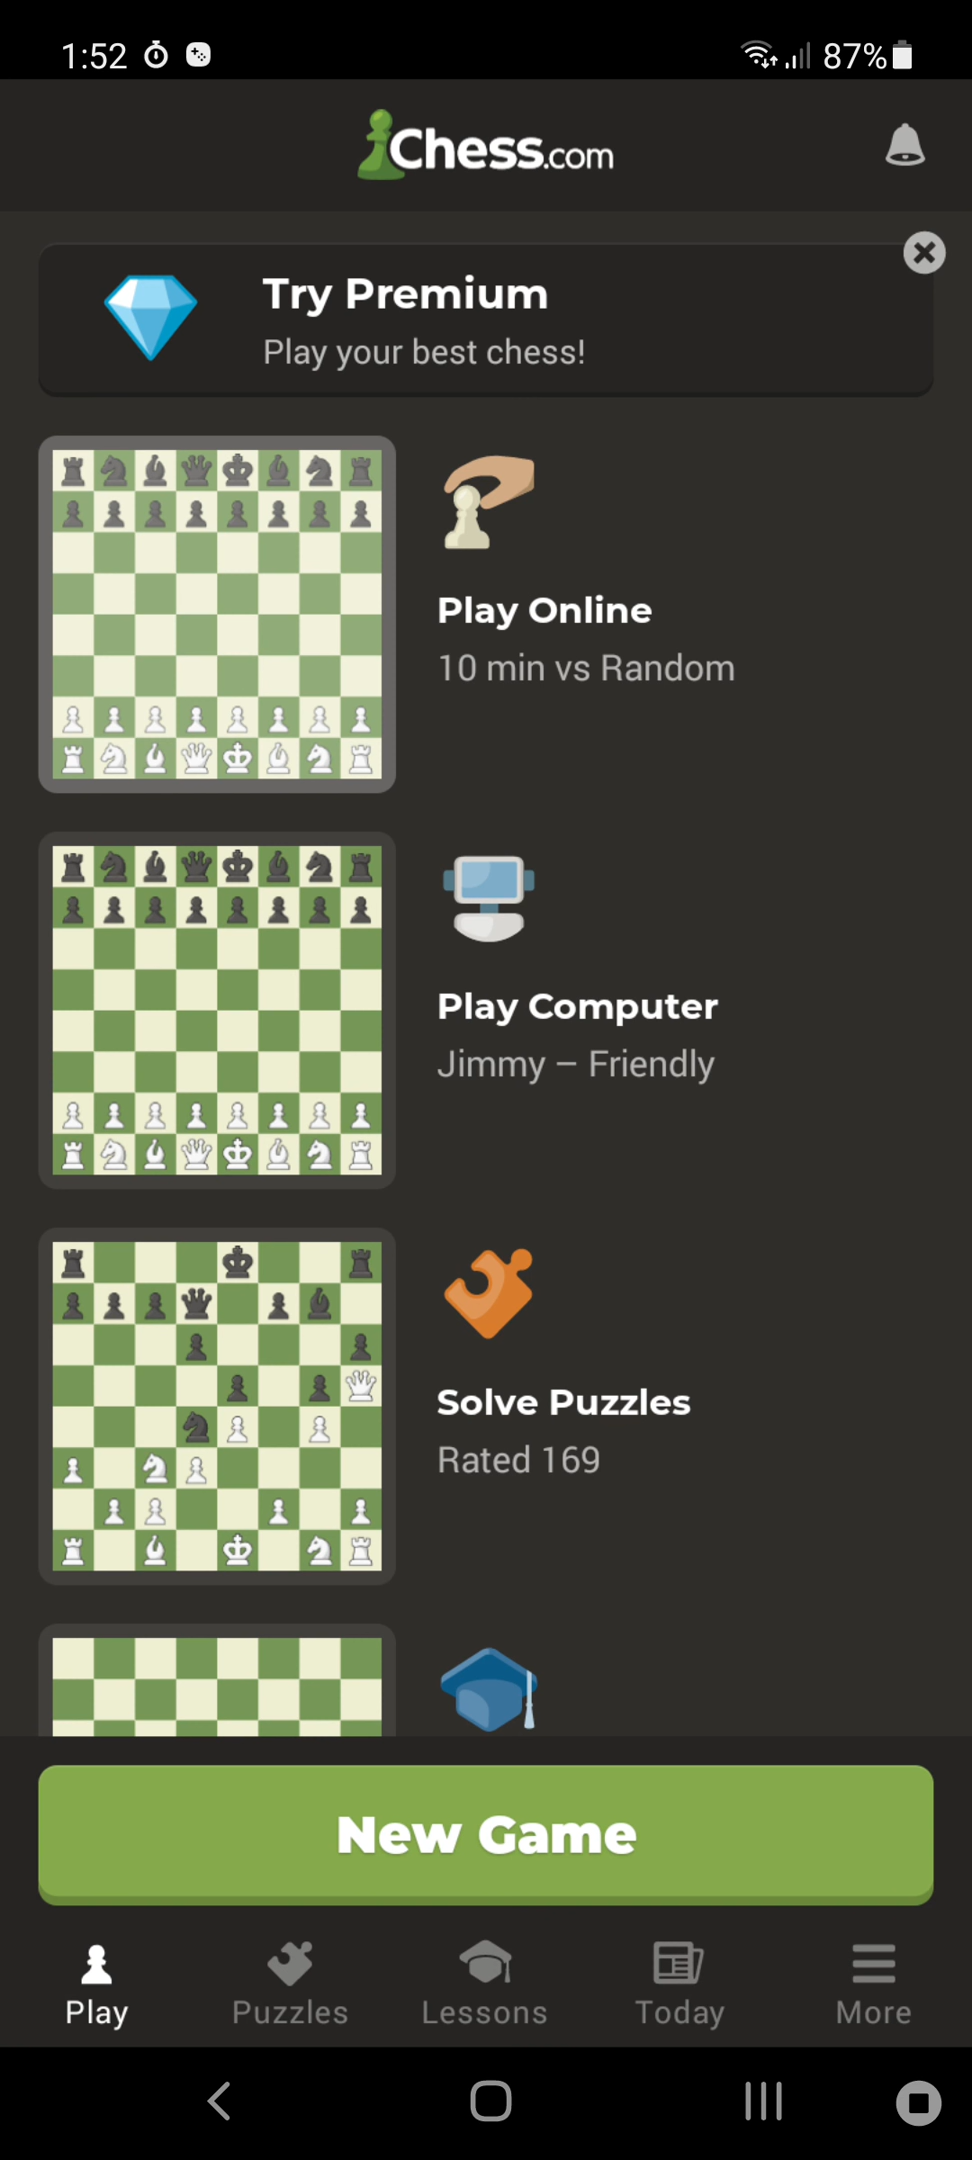 1:52
87%
Chess.com
Try Premium
Play your best chess!
Play Online
10 min vs Random
Play Computer
Jimmy – Friendly
Solve Puzzles
Rated 169
New Game
Play
Puzzles
Lessons
Today
More